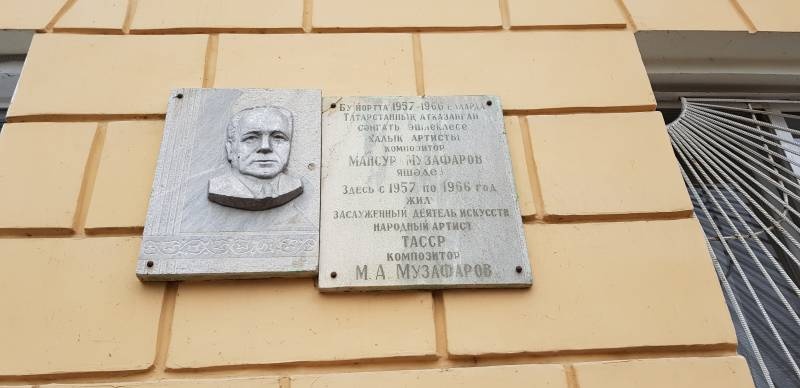 Бу йортта 1957-1966 елларда
Татарстанның атказанган
сәнгать эшлеклесе
халык артисты
композитор
Мансур Музафаров
яшәде
Здесь с 1957 по 1966 год
жил
заслуженный деятель искусств
народный артист
ТАССР
композитор
М.А. Музафаров